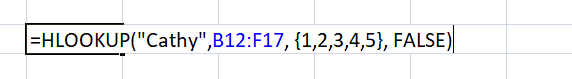 =HLOOKUP("Cathy",B12:F17, {1,2,3,4,5}, FALSE)